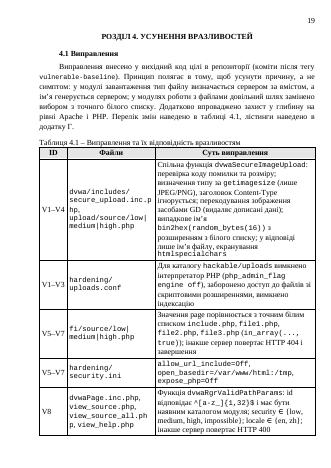 19
РОЗДІЛ 4. УСУНЕННЯ ВРАЗЛИВОСТЕЙ
4.1 Виправлення
Виправлення внесено у вихідний код цілі в репозиторії (коміти після тегу
vulnerable-baseline). Принцип полягає в тому, щоб усунути причину, а не
симптом: у модулі завантаження тип файлу визначається сервером за вмістом, а
ім’я генерується сервером; у модулях роботи з файлами довільний шлях замінено
вибором з точного білого списку. Додатково впроваджено захист у глибину на
рівні Apache і PHP. Перелік змін наведено в таблиці 4.1, лістинги наведено в
додатку Г.
Таблиця 4.1 – Виправлення та їх відповідність вразливостям
ID Файли Суть виправлення
V1–V4
dvwa/includes/
secure_upload.inc.p
hp,
upload/source/low|
medium|high.php
Спільна функція dvwaSecureImageUpload:
перевірка коду помилки та розміру;
визначення типу за getimagesize (лише
JPEG/PNG), заголовок Content-Type
ігнорується; перекодування зображення
засобами GD (видаляє дописані дані);
випадкове ім’я
bin2hex(random_bytes(16)) з
розширенням з білого списку; у відповіді
лише ім’я файлу, екранування
htmlspecialchars
V1–V3
hardening/
uploads.conf
Для каталогу hackable/uploads вимкнено
інтерпретатор PHP (php_admin_flag
engine off), заборонено доступ до файлів зі
скриптовими розширеннями, вимкнено
індексацію
V5–V7
fi/source/low|
medium|high.php
Значення page порівнюється з точним білим
списком include.php, file1.php,
file2.php, file3.php (in_array(...,
true)); інакше сервер повертає HTTP 404 і
завершення
V5–V7
hardening/
security.ini
allow_url_include=Off,
open_basedir=/var/www/html:/tmp,
expose_php=Off
V8
dvwaPage.inc.php,
view_source.php,
view_source_all.ph
p, view_help.php
Функція dvwaRgrValidPathParams: id
відповідає ^[a-z_]{1,32}$ і має бути
наявним каталогом модуля; security ∈ {low,
medium, high, impossible}; locale ∈ {en, zh};
інакше сервер повертає HTTP 400